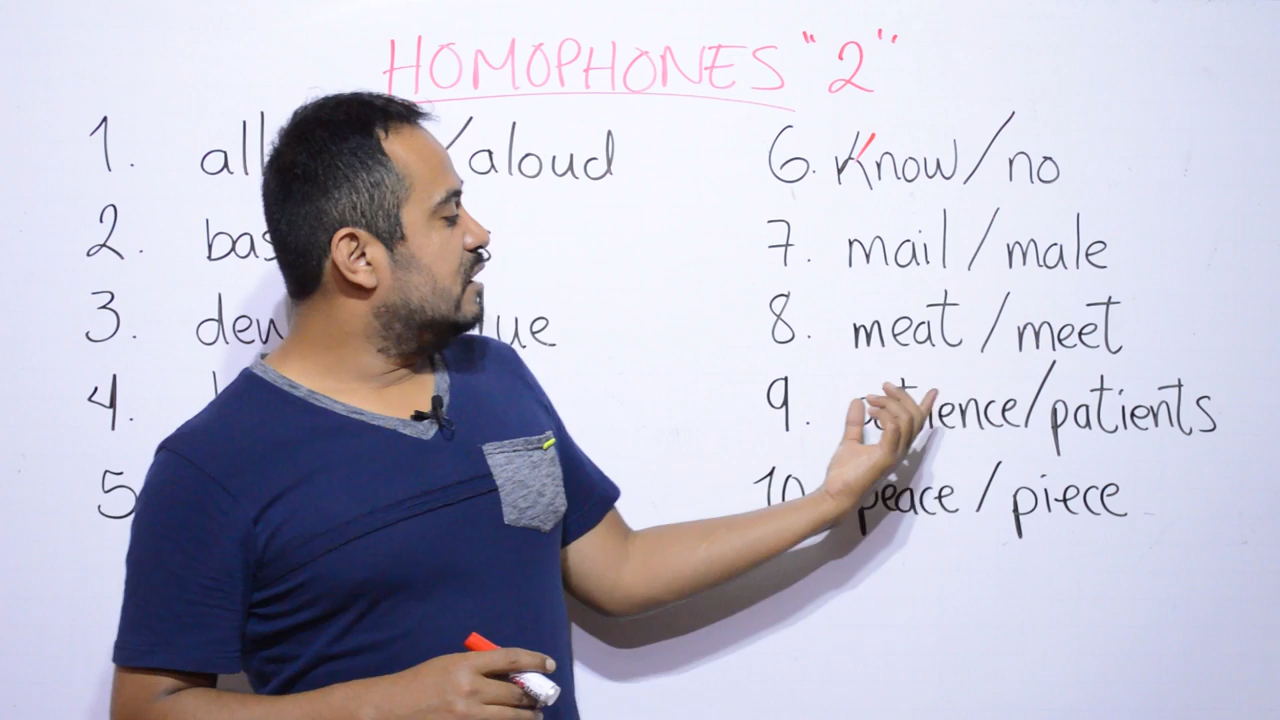 HOMOPHONES "2"
1. all /aloud
2. bas
3. dew ue
4.
5
6. Know/no
7. mail/male
8. meat/meet
9. patience/patients
10. peace/piece